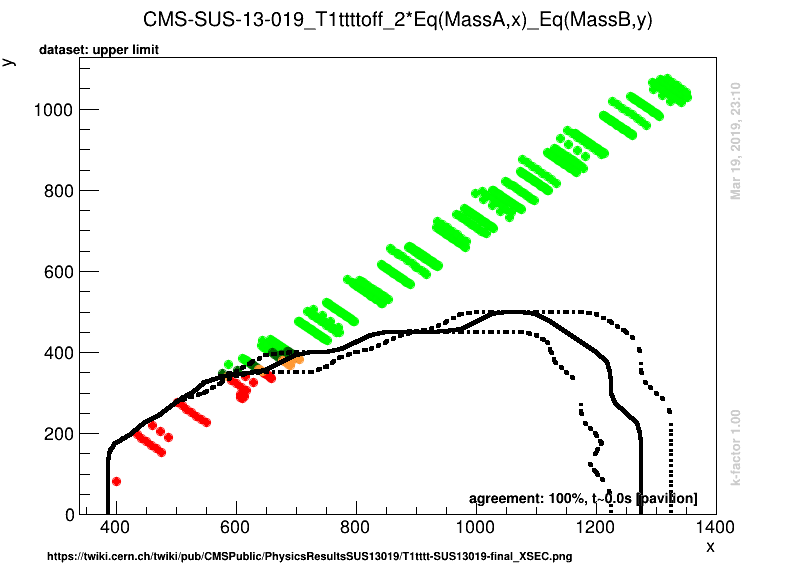 CMS-SUS-13-019_T1ttttoff_2*Eq(MassA,x)_Eq(MassB,y)
dataset: upper limit
y
1000
800
600
400
200
0
400
600
800
1000
1200
1400
x
Mar 19, 2019, 23:10
k-factor 1.00
agreement: 100%, t~0.0s [pavilion]
https://twiki.cern.ch/twiki/pub/CMSPublic/PhysicsResultsSUS13019/T1tttt-SUS13019-final_XSEC.png